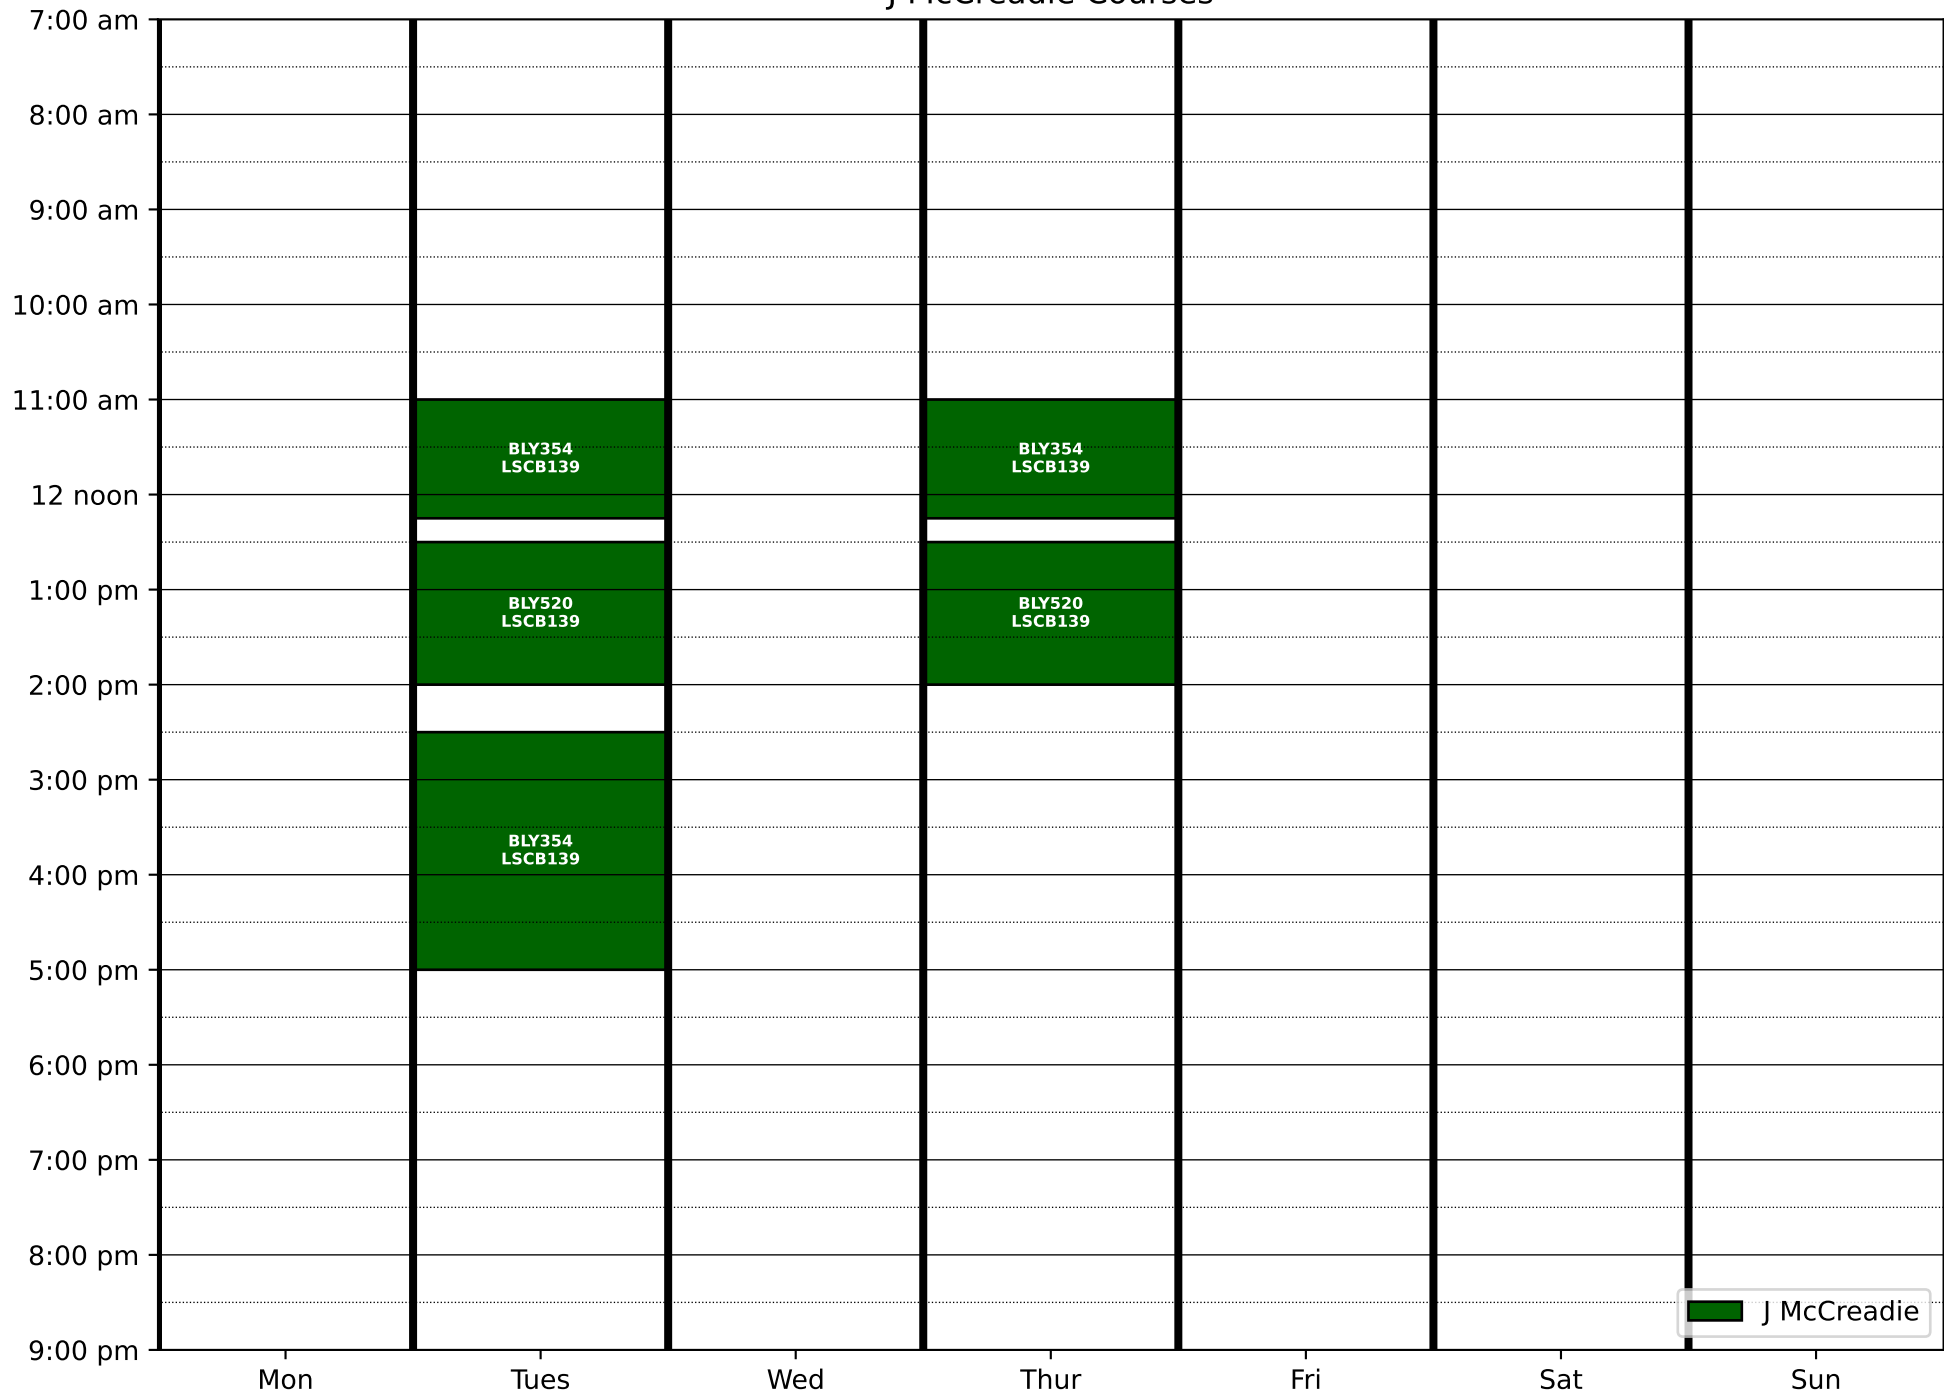 J McCreadie Courses
7:00 am
8:00 am
9:00 am
10:00 am
11:00 am
12 noon
1:00 pm
2:00 pm
3:00 pm
4:00 pm
5:00 pm
6:00 pm
7:00 pm
8:00 pm
9:00 pm
BLY354
LSCB139
BLY354
LSCB139
BLY520
LSCB139
BLY520
LSCB139
BLY354
LSCB139
J McCreadie
Mon Tues Wed Thur Fri Sat Sun